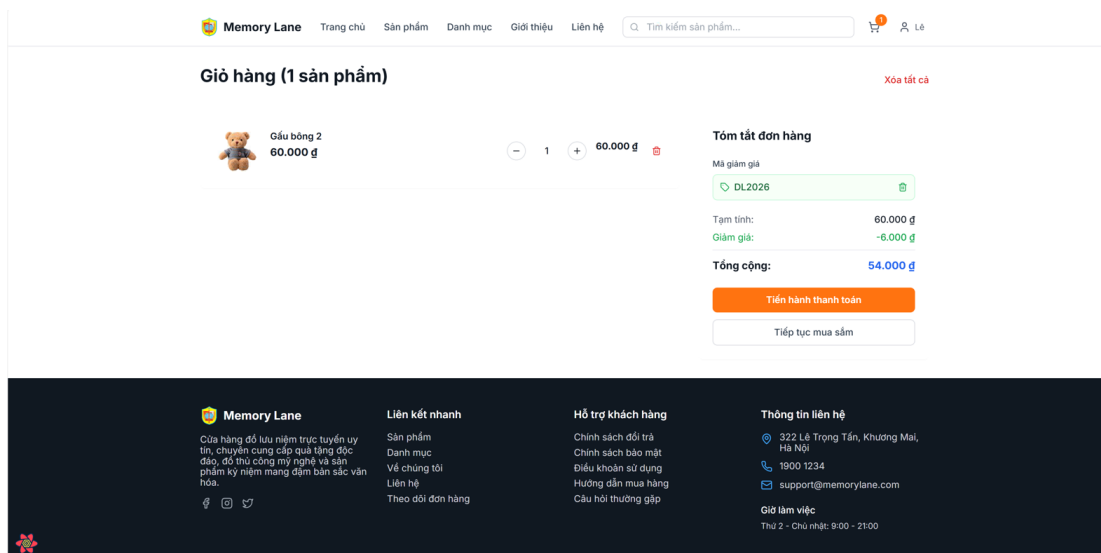 Memory Lane
Trang chủ
Sản phẩm
Danh mục
Giới thiệu
Liên hệ
Tìm kiếm sản phẩm...
1
Lê
Giỏ hàng (1 sản phẩm)
Xóa tất cả
Gấu bông 2
60.000 ₫
1
60.000 ₫
Tóm tắt đơn hàng
Mã giảm giá
DL2026
Tạm tính: 60.000 ₫
Giảm giá: -6.000 ₫
Tổng cộng: 54.000 ₫
Tiến hành thanh toán
Tiếp tục mua sắm
Memory Lane
Cửa hàng đồ lưu niệm trực tuyến uy
tín, chuyên cung cấp quà tặng độc
đáo, đồ thủ công mỹ nghệ và sản
phẩm kỷ niệm mang đậm bản sắc văn
hóa.
Liên kết nhanh
Sản phẩm
Danh mục
Về chúng tôi
Liên hệ
Theo dõi đơn hàng
Hỗ trợ khách hàng
Chính sách đổi trả
Chính sách bảo mật
Điều khoản sử dụng
Hướng dẫn mua hàng
Câu hỏi thường gặp
Thông tin liên hệ
322 Lê Trọng Tấn, Khương Mai,
Hà Nội
1900 1234
support@memorylane.com
Giờ làm việc
Thứ 2 - Chủ nhật: 9:00 - 21:00